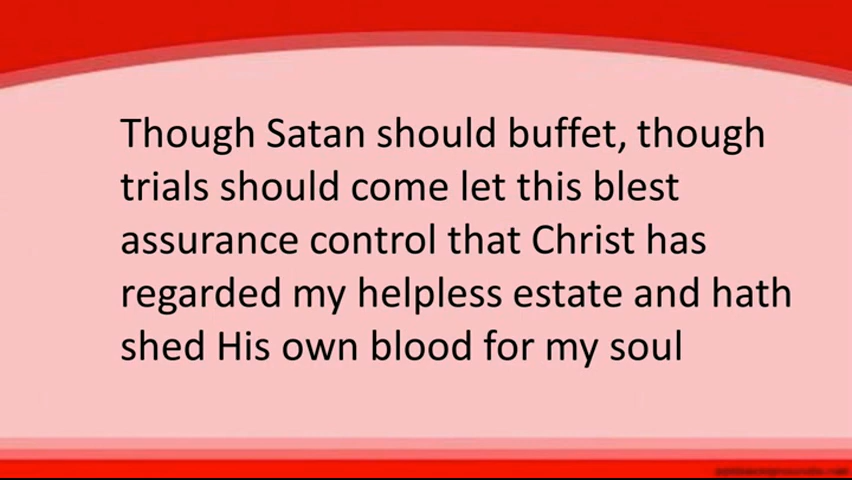 Though Satan should buffet, though
trials should come let this blest
assurance control that Christ has
regarded my helpless estate and hath
shed His own blood for my soul